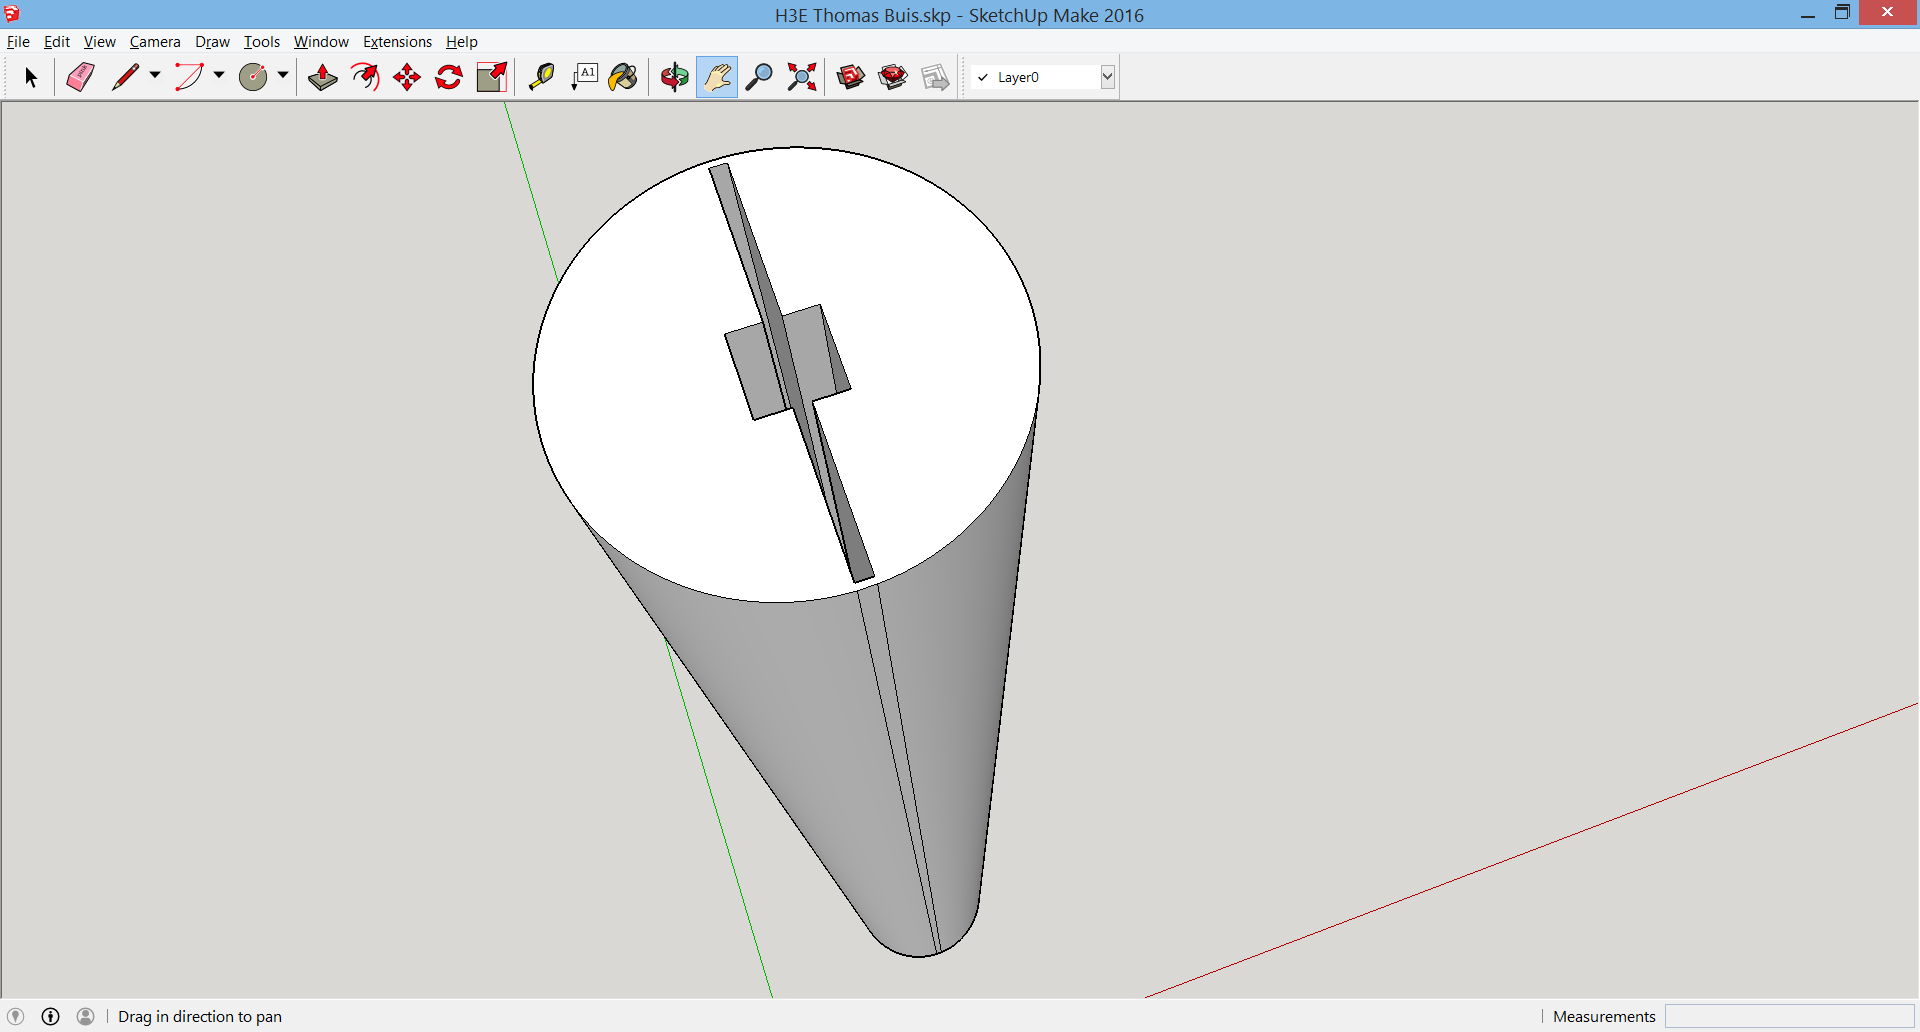 H3E Thomas Buis.skp - SketchUp Make 2016
File Edit View Camera Draw Tools Window Extensions Help
A1
Layer0
Drag in direction to pan
Measurements